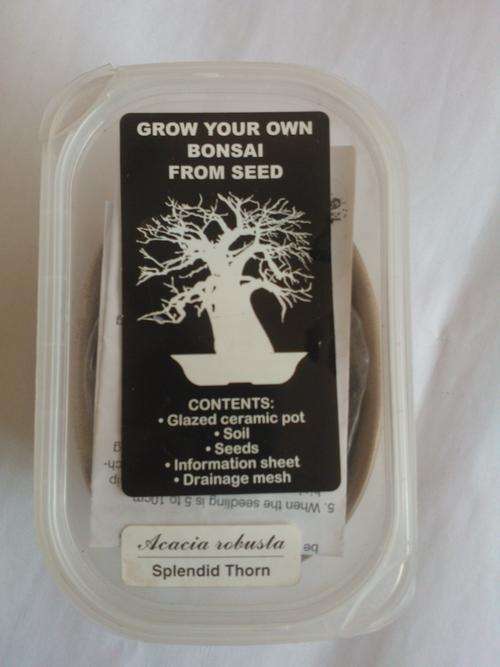 GROW YOUR OWN
BONSAI
FROM SEED
CONTENTS:
• Glazed ceramic pot
• Soil
• Seeds
• Information sheet
• Drainage mesh
5. When the seedling is 5 to 10cm
be
Acacia robusta
Splendid Thorn